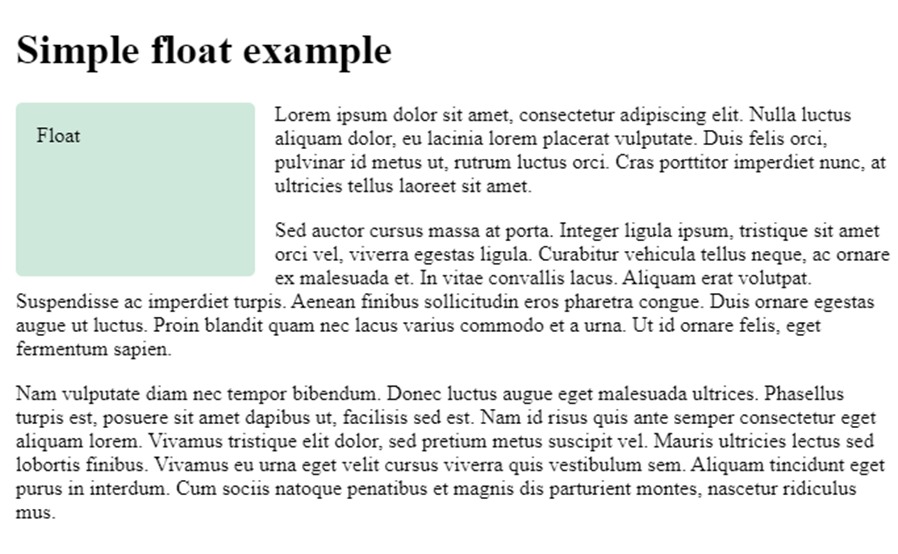 Simple float example
Float
Lorem ipsum dolor sit amet, consectetur adipiscing elit. Nulla luctus
aliquam dolor, eu lacinia lorem placerat vulputate. Duis felis orci,
pulvinar id metus ut, rutrum luctus orci. Cras porttitor imperdiet nunc, at
ultricies tellus laoreet sit amet.
Sed auctor cursus massa at porta. Integer ligula ipsum, tristique sit amet
orci vel, viverra egestas ligula. Curabitur vehicula tellus neque, ac ornare
ex malesuada et. In vitae convallis lacus. Aliquam erat volutpat.
Suspendisse ac imperdiet turpis. Aenean finibus sollicitudin eros pharetra congue. Duis ornare egestas
augue ut luctus. Proin blandit quam nec lacus varius commodo et a urna. Ut id ornare felis, eget
fermentum sapien.
Nam vulputate diam nec tempor bibendum. Donec luctus augue eget malesuada ultrices. Phasellus
turpis est, posuere sit amet dapibus ut, facilisis sed est. Nam id risus quis ante semper consectetur eget
aliquam lorem. Vivamus tristique elit dolor, sed pretium metus suscipit vel. Mauris ultricies lectus sed
lobortis finibus. Vivamus eu urna eget velit cursus viverra quis vestibulum sem. Aliquam tincidunt eget
purus in interdum. Cum sociis natoque penatibus et magnis dis parturient montes, nascetur ridiculus
mus.